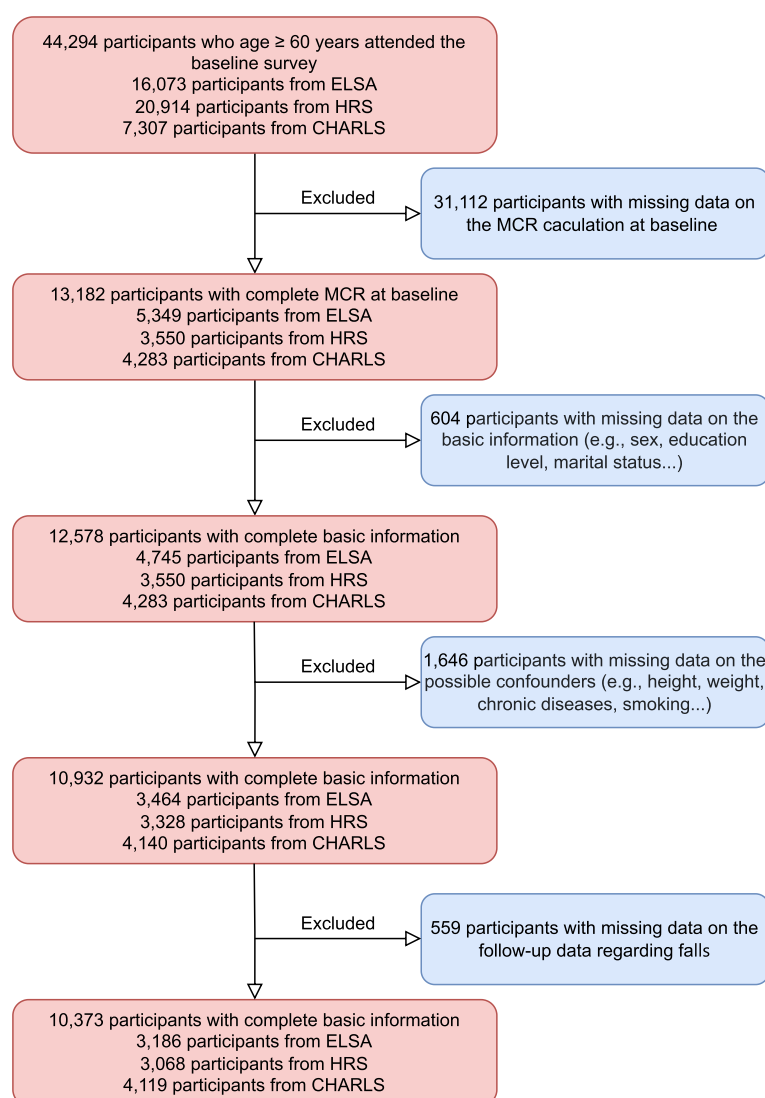 44,294 participants who age ≥ 60 years attended the
baseline survey
16,073 participants from ELSA
20,914 participants from HRS
7,307 participants from CHARLS
Excluded
31,112 participants with missing data on
the MCR caculation at baseline
13,182 participants with complete MCR at baseline
5,349 participants from ELSA
3,550 participants from HRS
4,283 participants from CHARLS
Excluded
604 participants with missing data on the
basic information (e.g., sex, education
level, marital status...)
12,578 participants with complete basic information
4,745 participants from ELSA
3,550 participants from HRS
4,283 participants from CHARLS
Excluded
1,646 participants with missing data on the
possible confounders (e.g., height, weight,
chronic diseases, smoking...)
10,932 participants with complete basic information
3,464 participants from ELSA
3,328 participants from HRS
4,140 participants from CHARLS
Excluded
559 participants with missing data on the
follow-up data regarding falls
10,373 participants with complete basic information
3,186 participants from ELSA
3,068 participants from HRS
4,119 participants from CHARLS